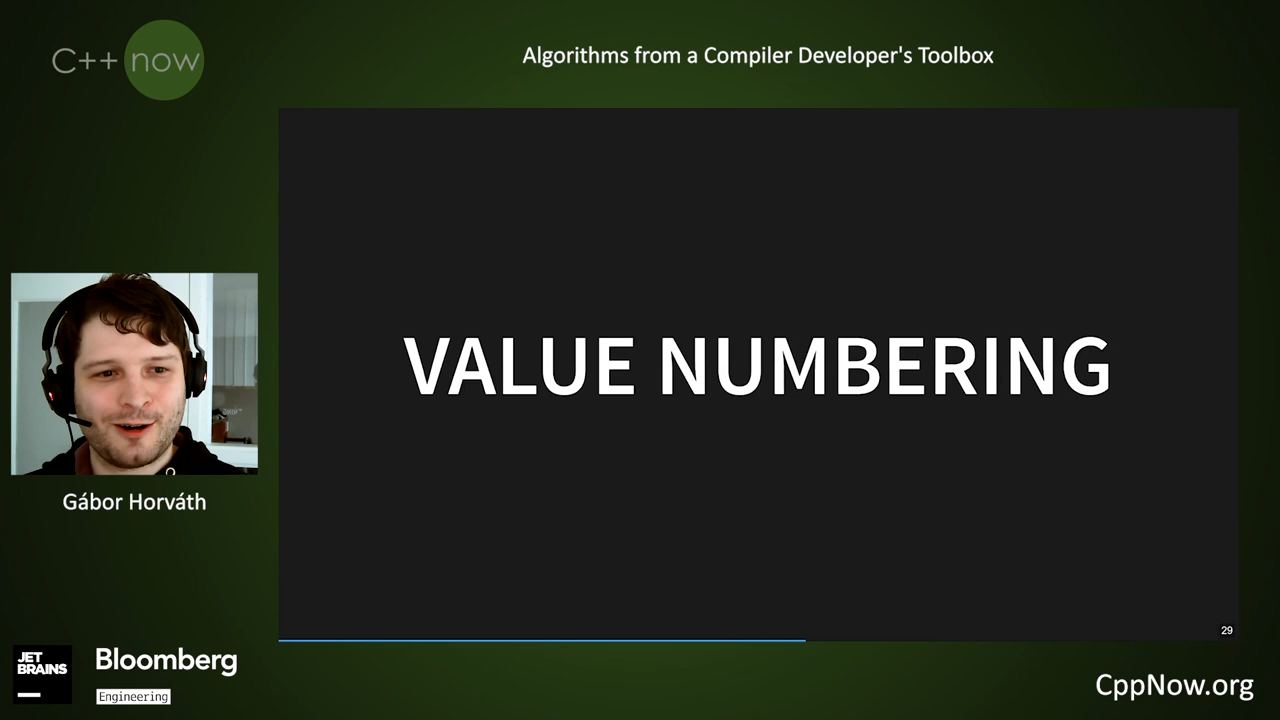 C++ now
Algorithms from a Compiler Developer's Toolbox
VALUE NUMBERING
Gábor Horváth
29
JET
BRAINS
Bloomberg
Engineering
CppNow.org